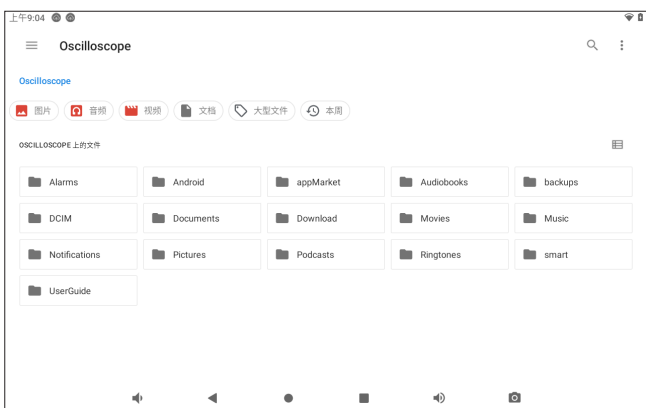 上午9:04
Oscilloscope
Oscilloscope
图片 音频 视频 文档 大型文件 本周
OSCILLOSCOPE 上的文件
Alarms Android appMarket Audiobooks backups
DCIM Documents Download Movies Music
Notifications Pictures Podcasts Ringtones smart
UserGuide